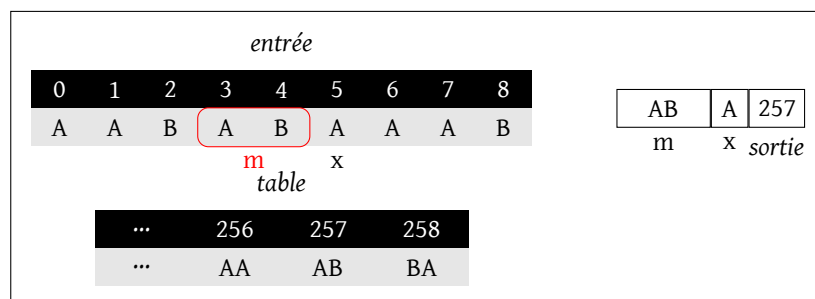 entrée
0 1 2 3 4 5 6 7 8
A A B A B A A A B
m x
table
... 256 257 258
... AA AB BA
AB A 257
m x sortie